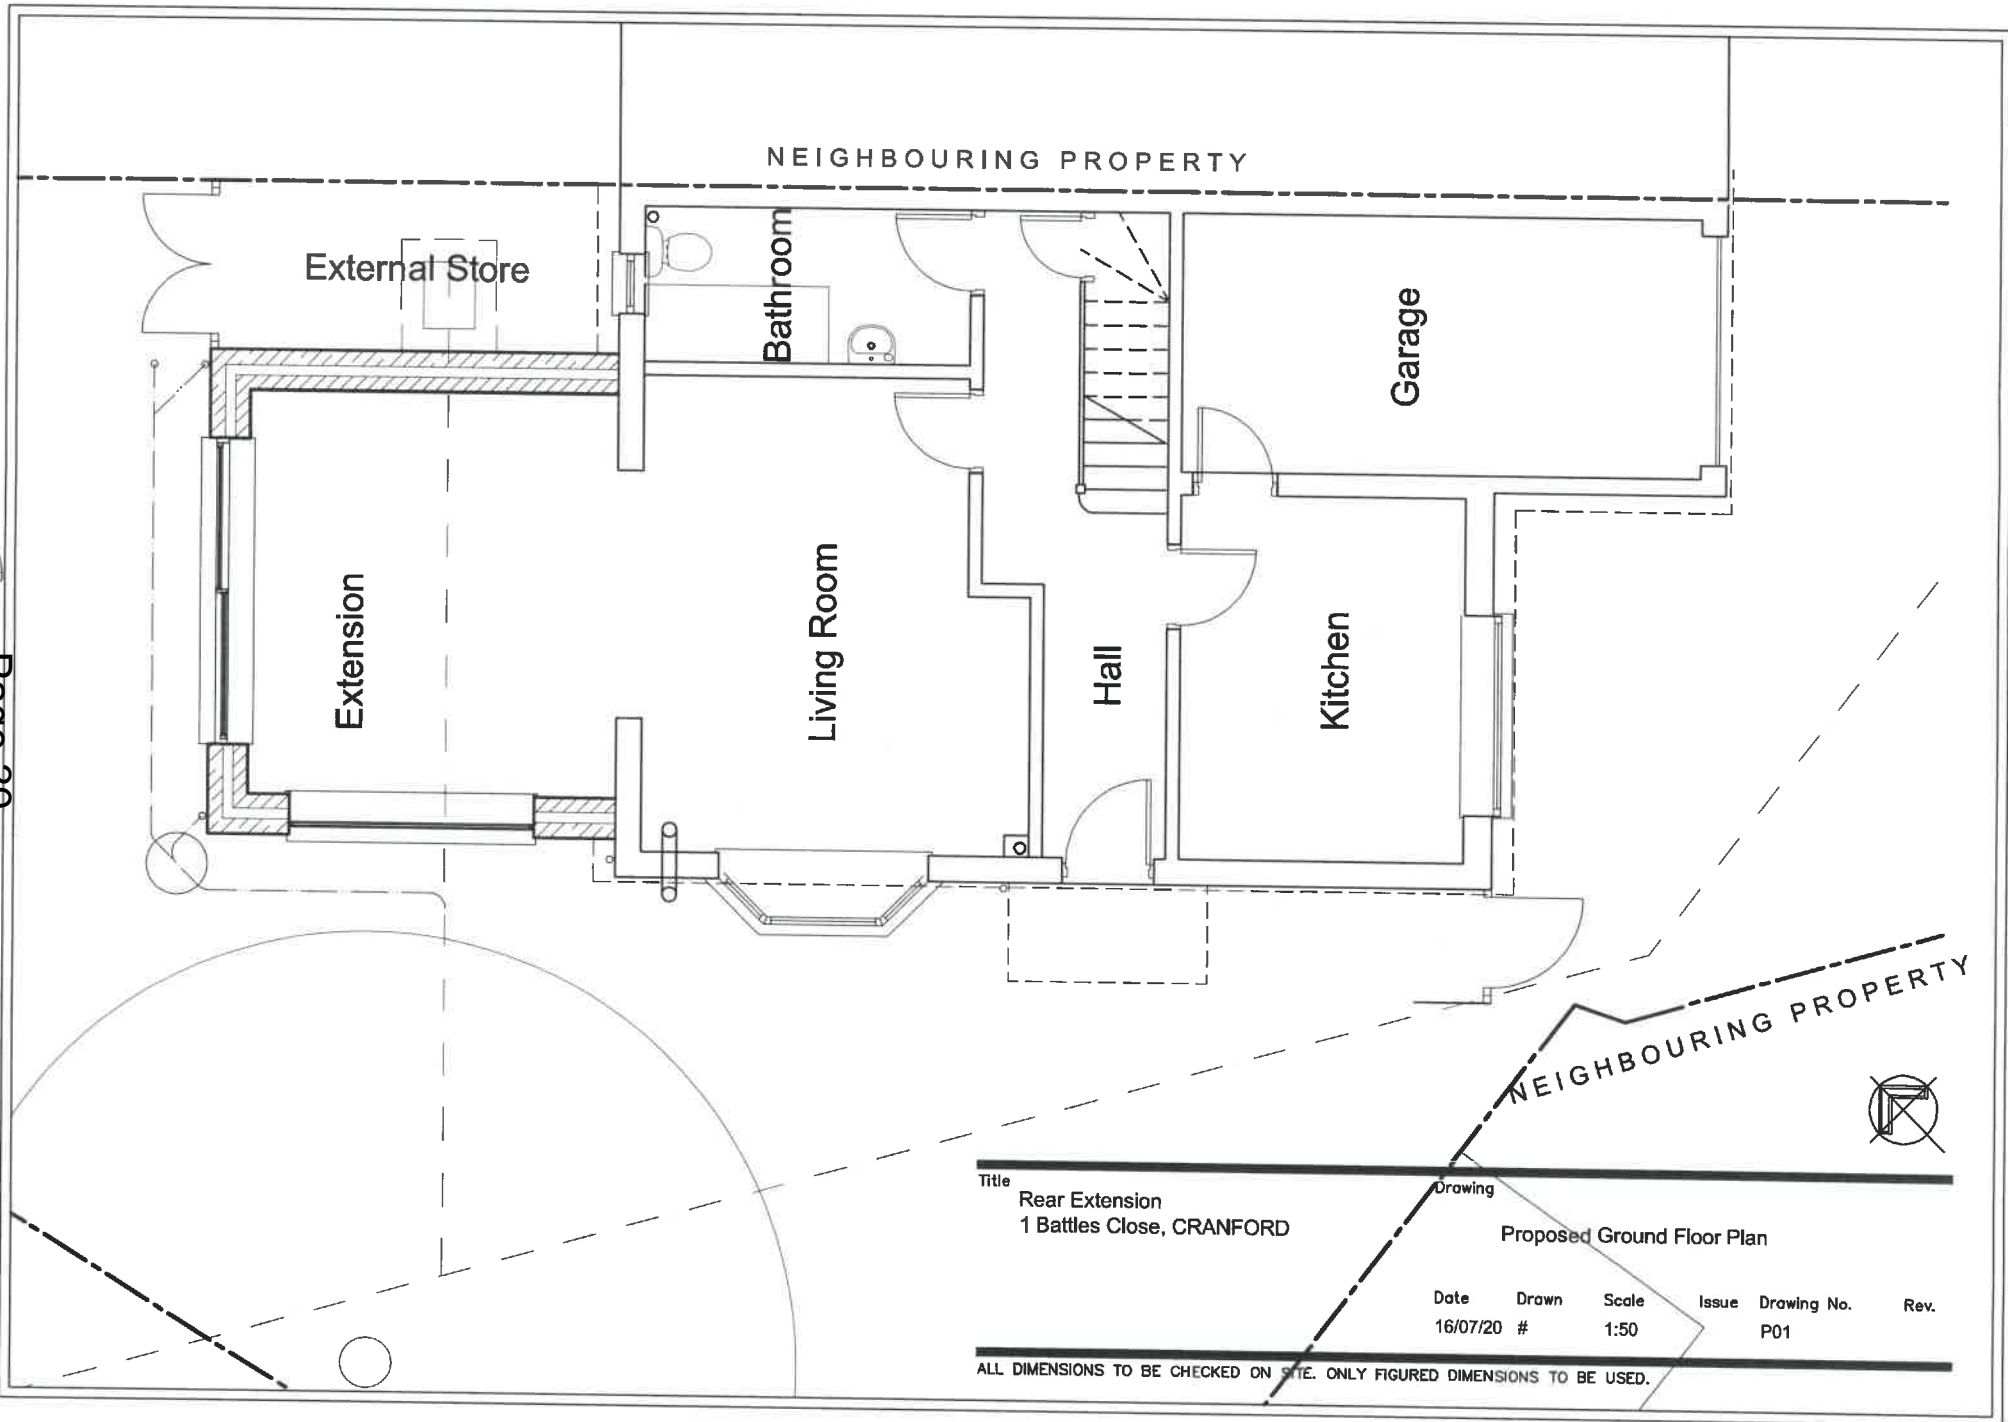 NEIGHBOURING PROPERTY
External Store
Bathroom
Garage
Extension
Living Room
Hall
Kitchen
NEIGHBOURING PROPERTY
Title
Rear Extension
1 Battles Close, CRANFORD
Drawing
Proposed Ground Floor Plan
Date Drawn Scale Issue Drawing No. Rev.
16/07/20 # 1:50 P01
ALL DIMENSIONS TO BE CHECKED ON SITE. ONLY FIGURED DIMENSIONS TO BE USED.